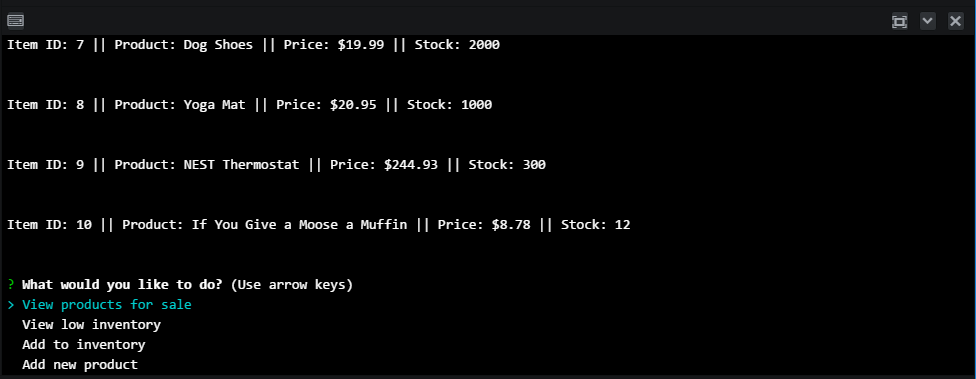 Item ID: 7 || Product: Dog Shoes || Price: $19.99 || Stock: 2000
Item ID: 8 || Product: Yoga Mat || Price: $20.95 || Stock: 1000
Item ID: 9 || Product: NEST Thermostat || Price: $244.93 || Stock: 300
Item ID: 10 || Product: If You Give a Moose a Muffin || Price: $8.78 || Stock: 12
? What would you like to do? (Use arrow keys)
> View products for sale
View low inventory
Add to inventory
Add new product